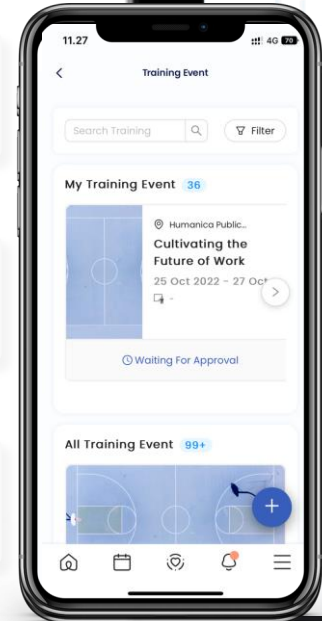 11.27
4G 70
Training Event
Search Training
Filter
My Training Event 36
Humanica Public...
Cultivating the
Future of Work
25 Oct 2022 - 27 Oct
-
Waiting For Approval
All Training Event 99+